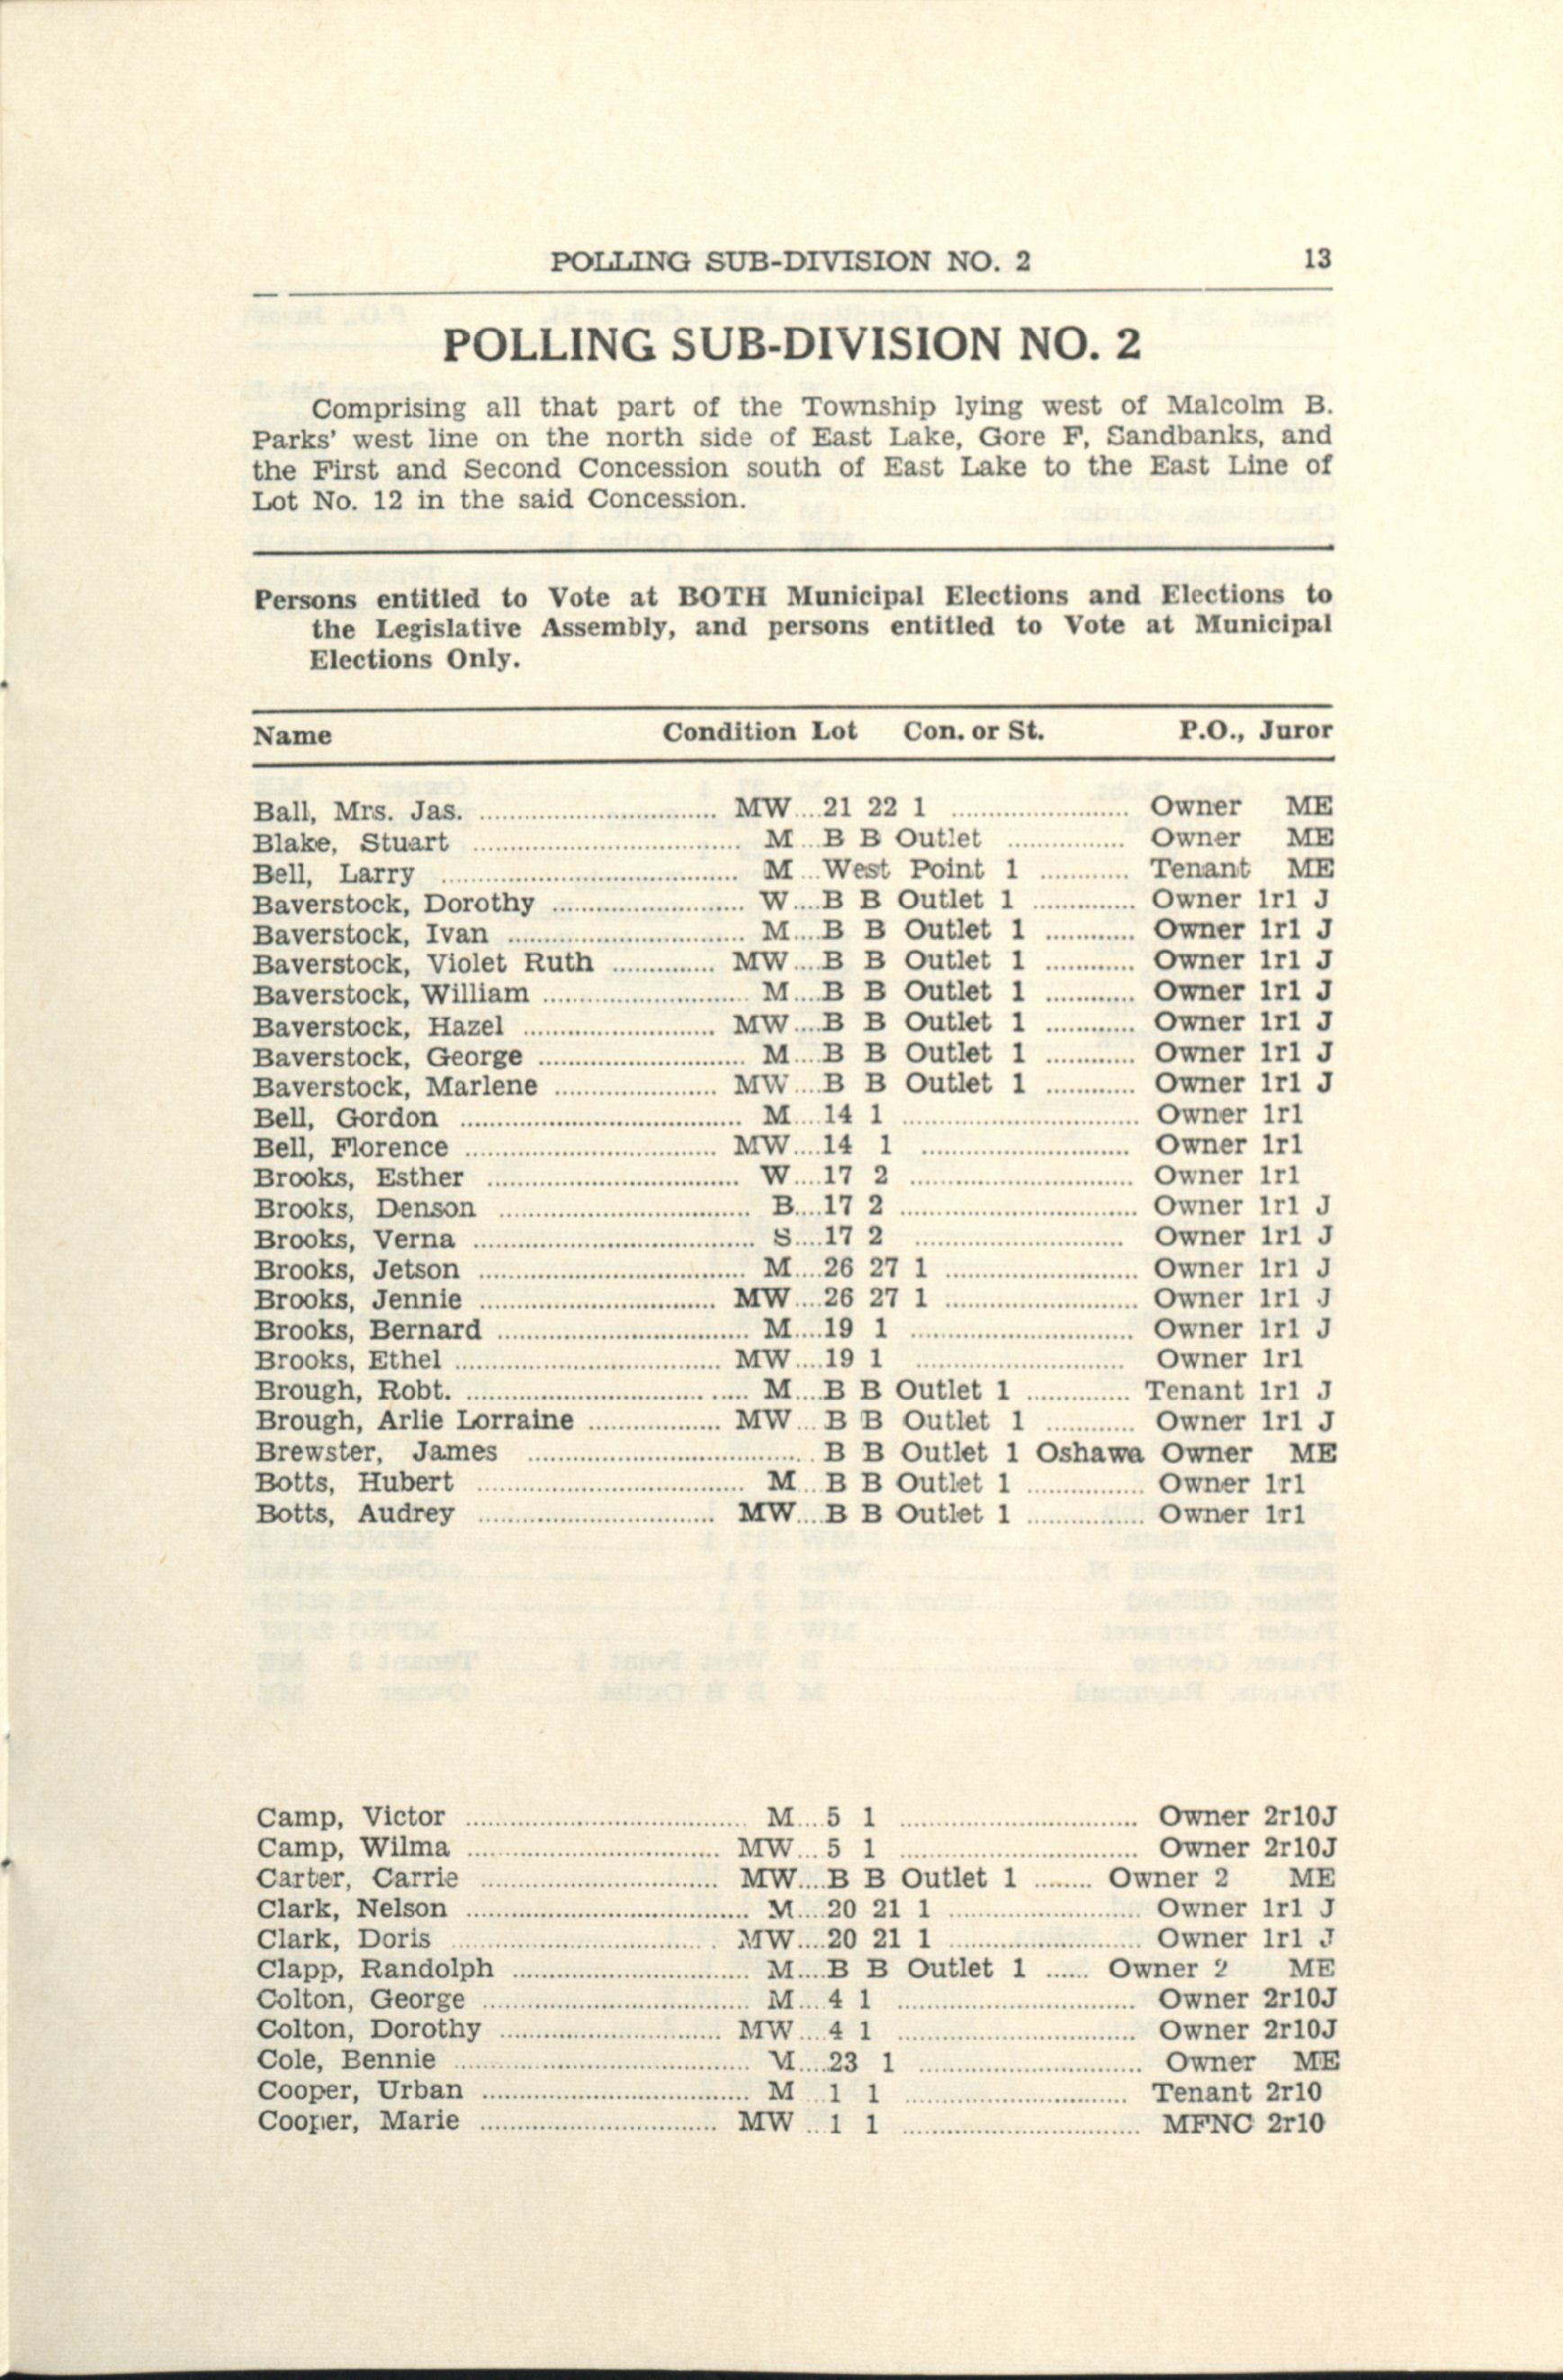 POLLING SUB-DIVISION NO. 2 13
POLLING SUB-DIVISION NO. 2
Comprising all that part of the Township lying west of Malcolm B.
Parks' west line on the north side of East Lake, Gore F, Sandbanks, and
the First and Second Concession south of East Lake to the East Line of
Lot No. 12 in the said Concession.
Persons entitled to Vote at BOTH Municipal Elections and Elections to
the Legislative Assembly, and persons entitled to Vote at Municipal
Elections Only.
Name Condition Lot Con. or St. P.O., Juror
Ball, Mrs. Jas. .............................. MW....21 22 1 ........................ Owner ME
Blake, Stuart .................................. M...B B Outlet ............... Owner ME
Bell, Larry ..................................... M...West Point 1 ............ Tenant ME
Baverstock, Dorothy ......................... W....B B Outlet 1 .............. Owner 1r1 J
Baverstock, Ivan .............................. M....B B Outlet 1 ............ Owner 1r1 J
Baverstock, Violet Ruth .............. MW....B B Outlet 1 ............ Owner 1r1 J
Baverstock, William .......................... M....B B Outlet 1 ............ Owner 1r1 J
Baverstock, Hazel ......................... MW....B B Outlet 1 ............ Owner 1r1 J
Baverstock, George .......................... M....B B Outlet 1 ............ Owner 1r1 J
Baverstock, Marlene ..................... MW....B B Outlet 1 ............ Owner 1r1 J
Bell, Gordon .................................... M....14 1 .............................. Owner 1r1
Bell, Florence ................................ MW....14 1 .......................... Owner 1r1
Brooks, Esther ................................ W....17 2 ............................ Owner 1r1
Brooks, Denson ................................ B....17 2 .............................. Owner 1r1 J
Brooks, Verna .................................... S....17 2 .......................... Owner 1r1 J
Brooks, Jetson .................................. M....26 27 1 ......................... Owner 1r1 J
Brooks, Jennie .............................. MW....26 27 1 ......................... Owner 1r1 J
Brooks, Bernard ................................ M....19 1 ............................ Owner 1r1 J
Brooks, Ethel .................................. MW....19 1 .......................... Owner 1r1
Brough, Robt. .................................... M....B B Outlet 1 ............. Tenant 1r1 J
Brough, Arlie Lorraine ................. MW...B B Outlet 1 ........... Owner 1r1 J
Brewster, James .................................... B B Outlet 1 Oshawa Owner ME
Botts, Hubert .................................. M...B B Outlet 1 ............... Owner 1r1
Botts, Audrey .............................. MW....B B Outlet 1 ............... Owner 1r1
Camp, Victor .................................... M....5 1 .............................. Owner 2r10J
Camp, Wilma ................................ MW...5 1 .............................. Owner 2r10J
Carter, Carrie .............................. MW....B B Outlet 1 ........ Owner 2 ME
Clark, Nelson .................................... M....20 21 1 ......................... Owner 1r1 J
Clark, Doris .................................. MW....20 21 1 ......................... Owner 1r1 J
Clapp, Randolph .............................. M....B B Outlet 1 ...... Owner 2 ME
Colton, George .................................. M....4 1 .............................. Owner 2r10J
Colton, Dorothy ............................ MW....4 1 .............................. Owner 2r10J
Cole, Bennie ...................................... M....23 1 ............................ Owner ME
Cooper, Urban .................................. M ...1 1 ............................ Tenant 2r10
Cooper, Marie .............................. MW ...1 1 .............................. MFNC 2r10